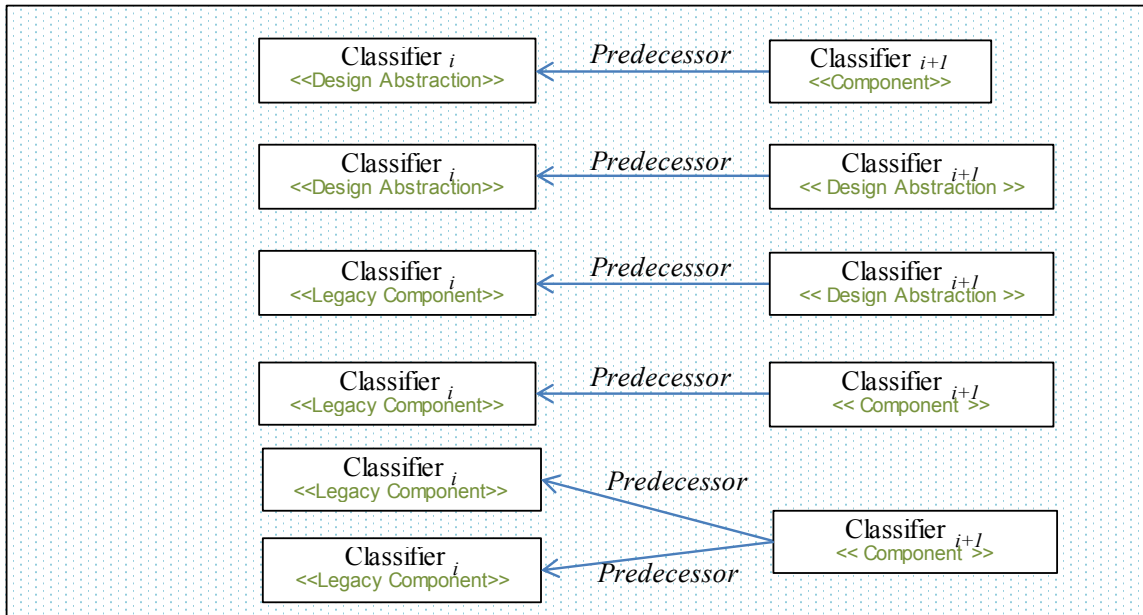 Classifier i
<<Design Abstraction>>
Predecessor
Classifier i+1
<<Component>>
Classifier i
<<Design Abstraction>>
Predecessor
Classifier i+1
<< Design Abstraction >>
Classifier i
<<Legacy Component>>
Predecessor
Classifier i+1
<< Design Abstraction >>
Classifier i
<<Legacy Component>>
Predecessor
Classifier i+1
<< Component >>
Classifier i
<<Legacy Component>>
Predecessor
Classifier i+1
<< Component >>
Classifier i
<<Legacy Component>>
Predecessor